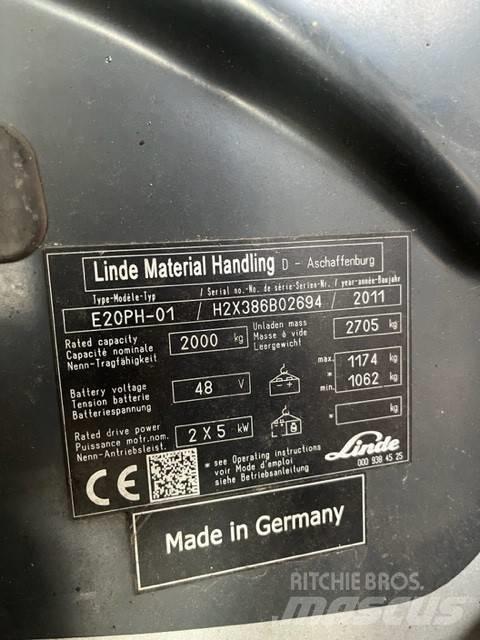 Linde Material Handling D - Aschaffenburg
Type-Modèle-Typ / Serial no.-No. de série-Serien-Nr. / year-année-Baujahr
E20PH-01 / H2X386B02694 / 2011
Rated capacity
Capacité nominale
Nenn-Tragfähigkeit
2000 kg
Unladen mass
Masse à vide
Leergewicht
2705 kg
Battery voltage
Tension batterie
Batteriespannung
48 V
max. 1174 kg
* min. 1062 kg
Rated drive power
Puissance motr.nom.
Nenn-Antriebsleist.
2 X 5 kW
* kg
* see Operating instructions
voir Mode d'emploi
siehe Betriebsanleitung
CE
Linde
000 938 45 25
Made in Germany
RITCHIE BROS.
mascus